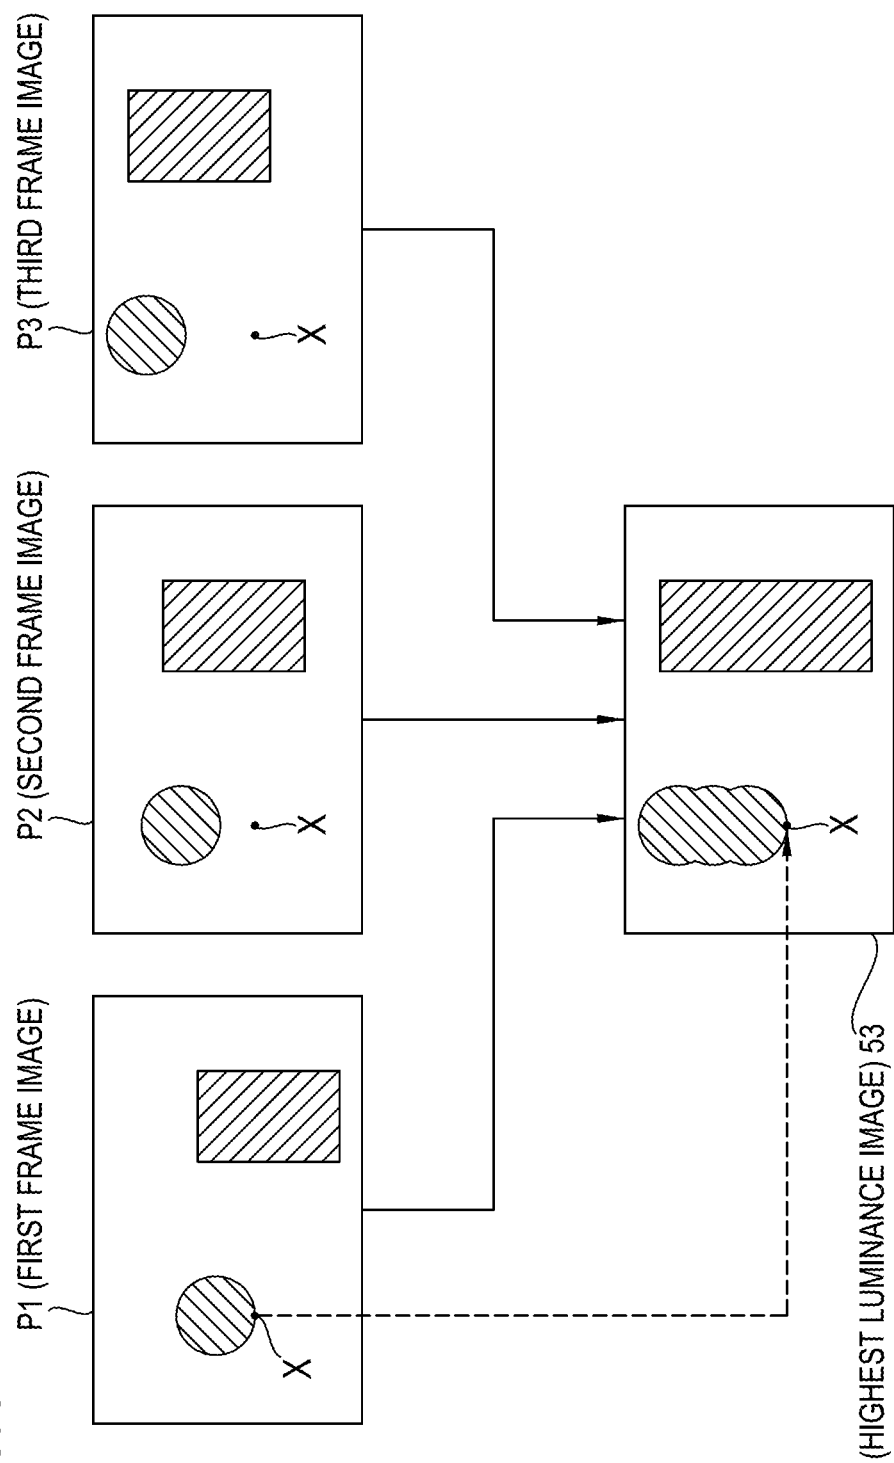 P1 (FIRST FRAME IMAGE)
P2 (SECOND FRAME IMAGE)
P3 (THIRD FRAME IMAGE)
X
X
X
X
(HIGHEST LUMINANCE IMAGE) 53